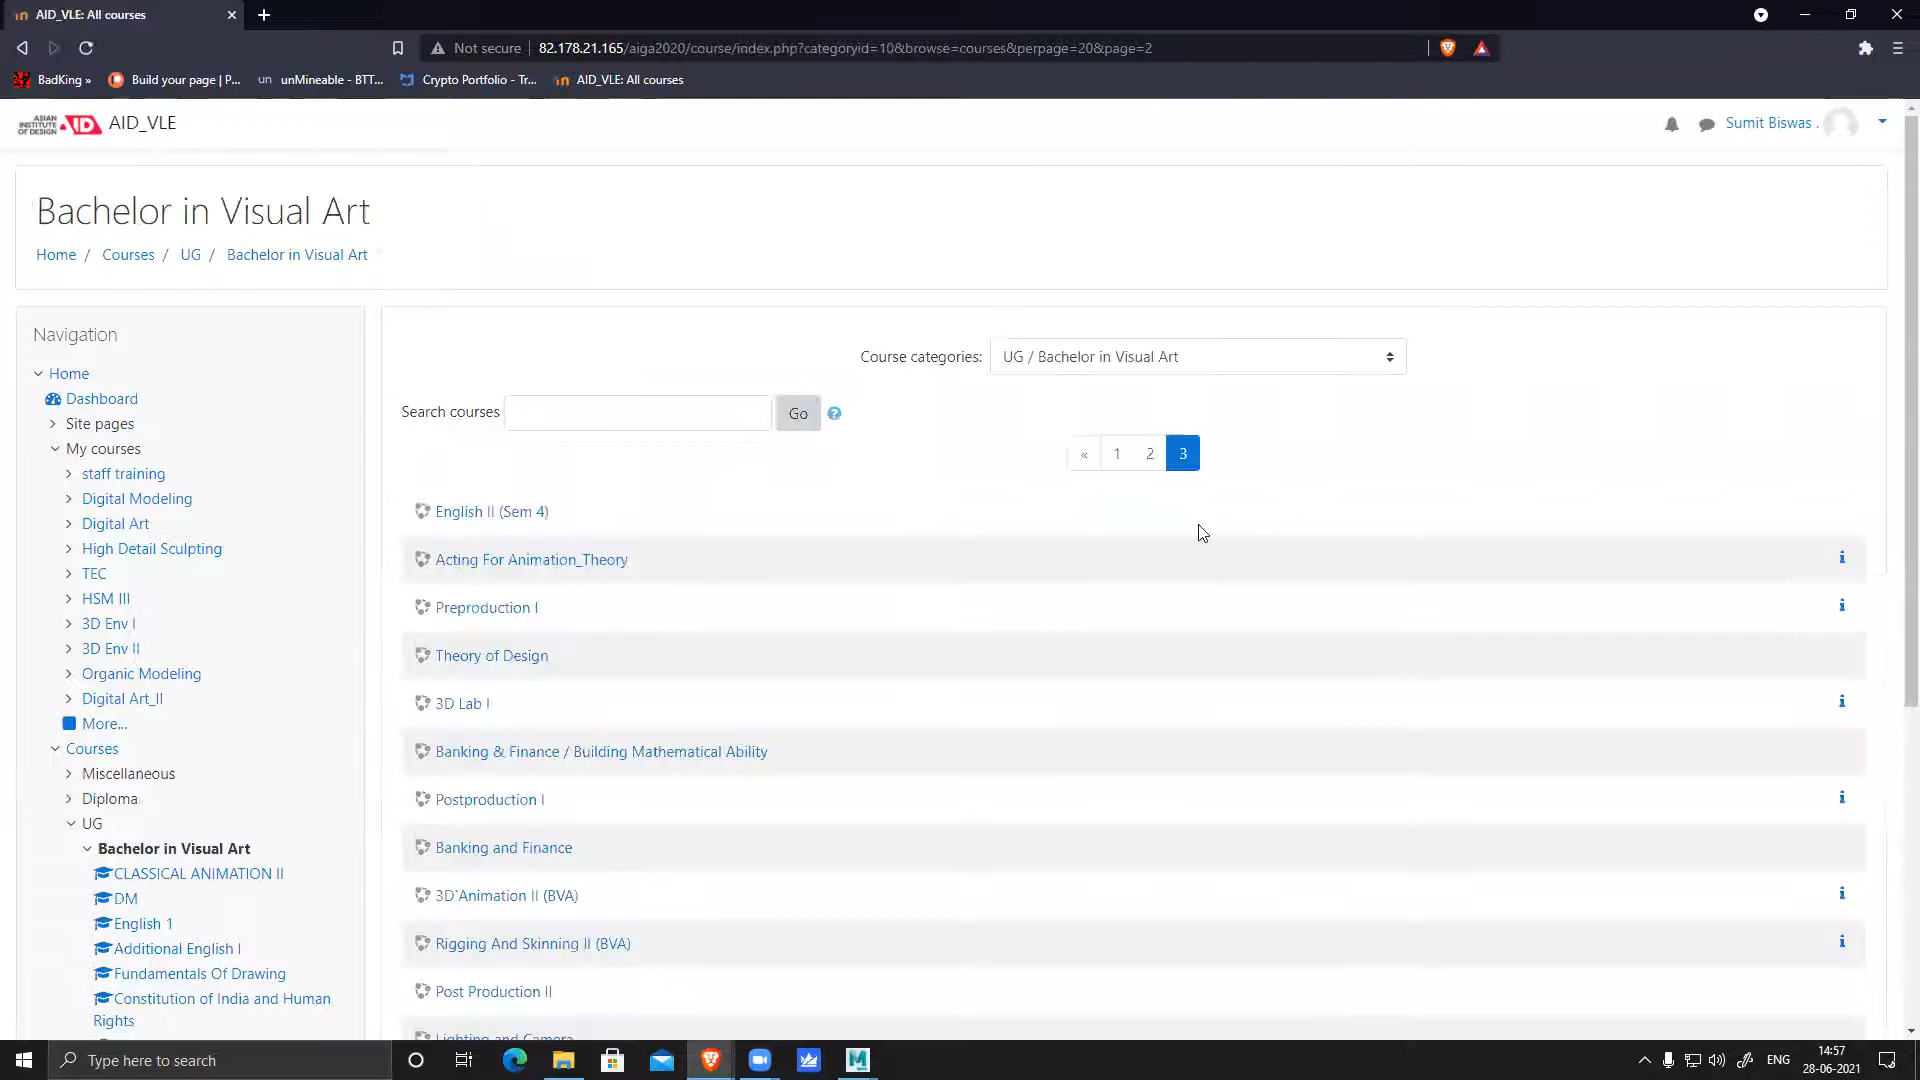 AID_VLE: All courses
Not secure
82.178.21.165/aiga2020/course/index.php?categoryid=10&browse=courses&perpage=20&page=2
BadKing »
Build your page | P...
un unMineable - BTT...
Crypto Portfolio - Tr...
AID_VLE: All courses
ASIAN INSTITUTE OF DESIGN AID
AID_VLE
Sumit Biswas .
Bachelor in Visual Art
Home / Courses / UG / Bachelor in Visual Art
Navigation
Home
Dashboard
Site pages
My courses
staff training
Digital Modeling
Digital Art
High Detail Sculpting
TEC
HSM III
3D Env I
3D Env II
Organic Modeling
Digital Art_II
More...
Courses
Miscellaneous
Diploma
UG
Bachelor in Visual Art
CLASSICAL ANIMATION II
DM
English 1
Additional English I
Fundamentals Of Drawing
Constitution of India and Human
Rights
Course categories: UG / Bachelor in Visual Art
Search courses Go
« 1 2 3
English II (Sem 4)
Acting For Animation_Theory
Preproduction I
Theory of Design
3D Lab I
Banking & Finance / Building Mathematical Ability
Postproduction I
Banking and Finance
3D`Animation II (BVA)
Rigging And Skinning II (BVA)
Post Production II
Lighting and Camera
Type here to search
ENG
14:57
28-06-2021